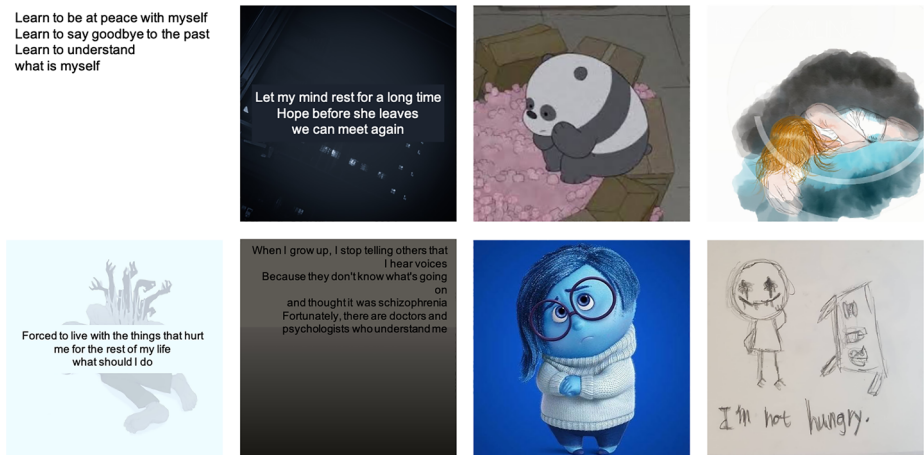 Learn to be at peace with myself
Learn to say goodbye to the past
Learn to understand
what is myself
Let my mind rest for a long time
Hope before she leaves
we can meet again
Forced to live with the things that hurt
me for the rest of my life
what should I do
When I grow up, I stop telling others that
I hear voices
Because they don't know what's going
on
and thought it was schizophrenia
Fortunately, there are doctors and
psychologists who understand me
I'm not hungry.